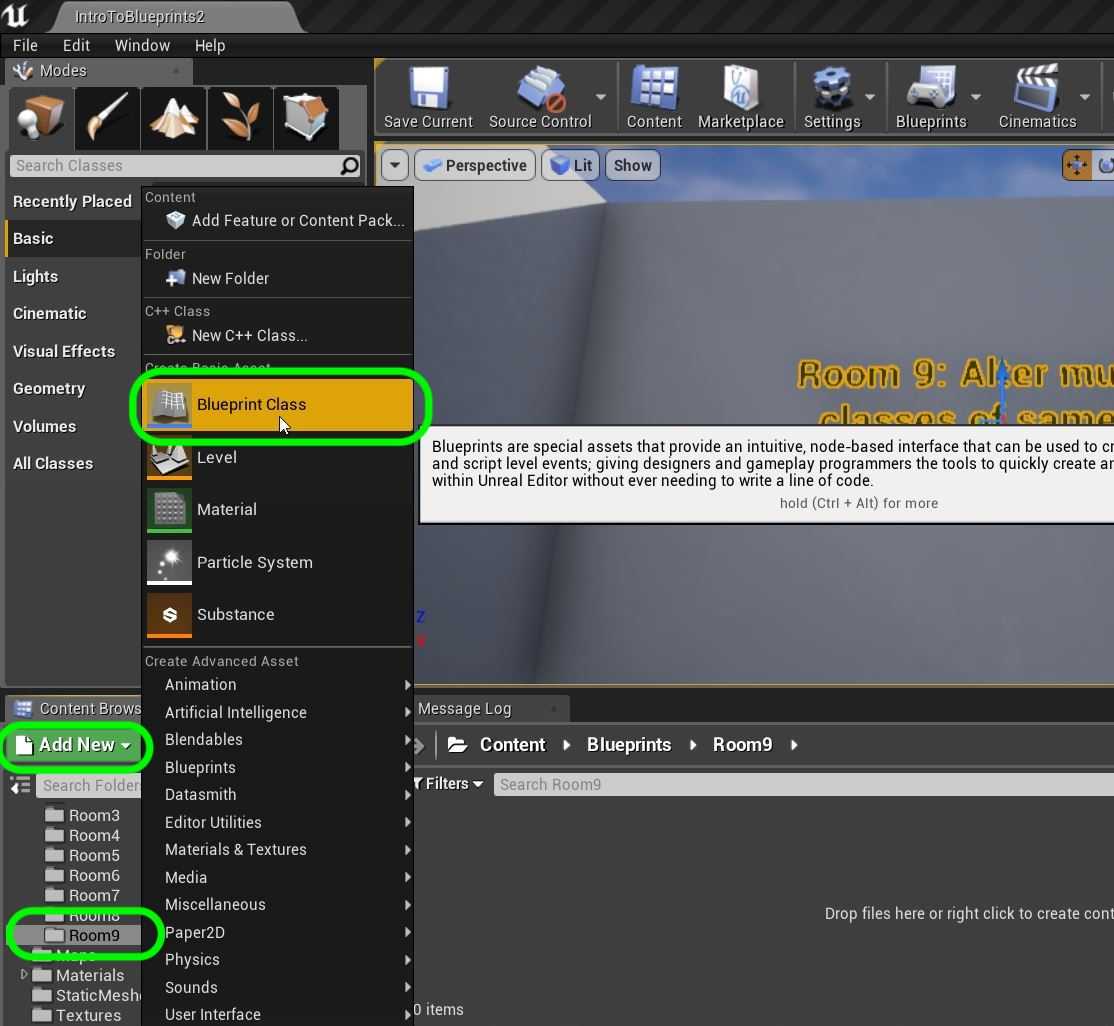 IntroToBlueprints2
File Edit Window Help
Modes
Save Current Source Control Content Marketplace Settings Blueprints Cinematics
Search Classes
Perspective Lit Show
Recently Placed
Basic
Lights
Cinematic
Visual Effects
Geometry
Volumes
All Classes
Content
Add Feature or Content Pack...
Folder
New Folder
C++ Class
New C++ Class...
Create Basic Asset
Blueprint Class
Level
Material
Particle System
Substance
Create Advanced Asset
Animation
Artificial Intelligence
Blendables
Blueprints
Datasmith
Editor Utilities
Materials & Textures
Media
Miscellaneous
Paper2D
Physics
Sounds
User Interface
Room 9: Alter mu
classes of same
Blueprints are special assets that provide an intuitive, node-based interface that can be used to cr
and script level events; giving designers and gameplay programmers the tools to quickly create an
within Unreal Editor without ever needing to write a line of code.
hold (Ctrl + Alt) for more
Z
Content Brows
Message Log
Add New
Content Blueprints Room9
Search Folder
Filters
Search Room9
Room3
Room4
Room5
Room6
Room7
Room8
Room9
Maps
Materials
StaticMesh
Textures
Drop files here or right click to create cont
0 items